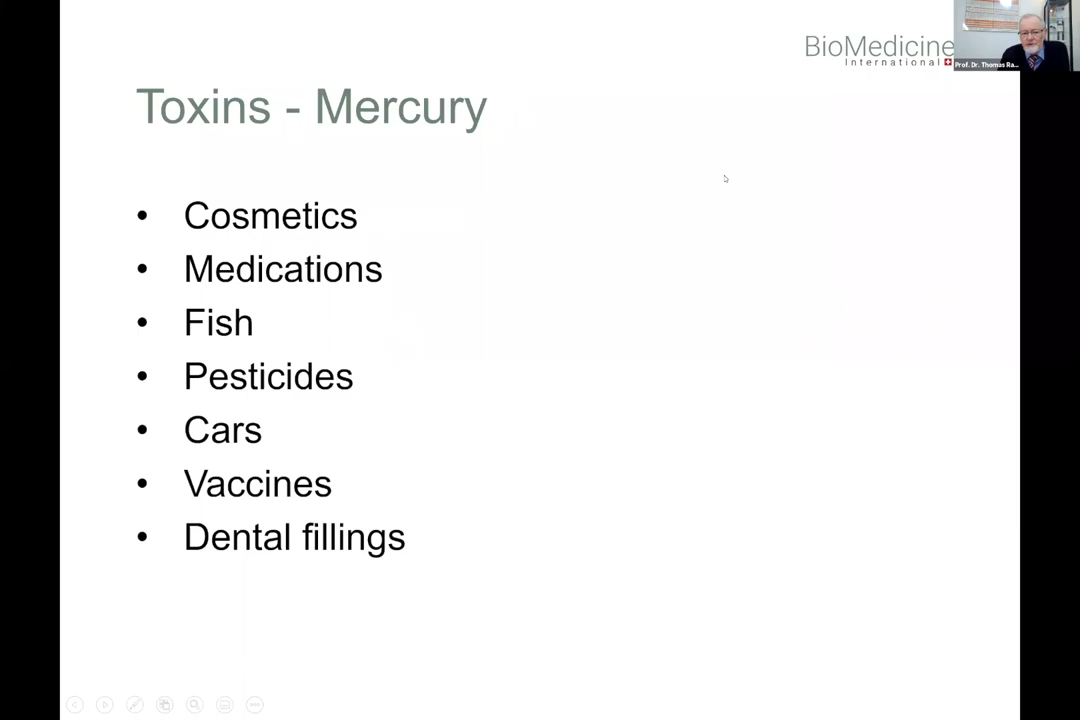 BioMedicine
International
Prof. Dr. Thomas Ra...
Toxins - Mercury
• Cosmetics
• Medications
• Fish
• Pesticides
• Cars
• Vaccines
• Dental fillings